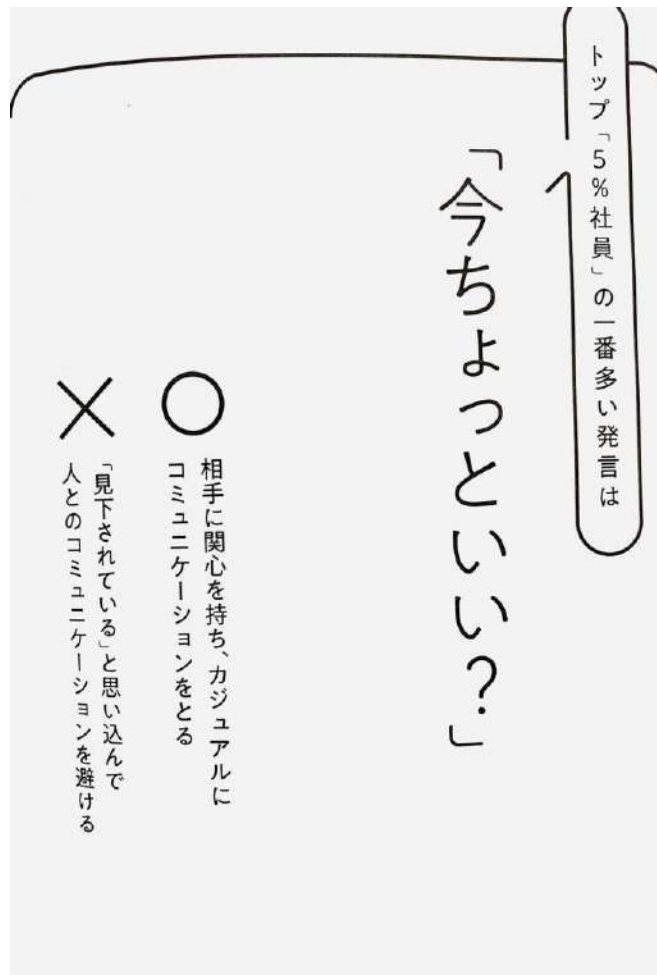 トップ「5%社員」の一番多い発言は
「今ちょっといい?」
○
相手に関心を持ち、カジュアルに
コミュニケーションをとる
×
「見下されている」と思い込んで
人とのコミュニケーションを避ける